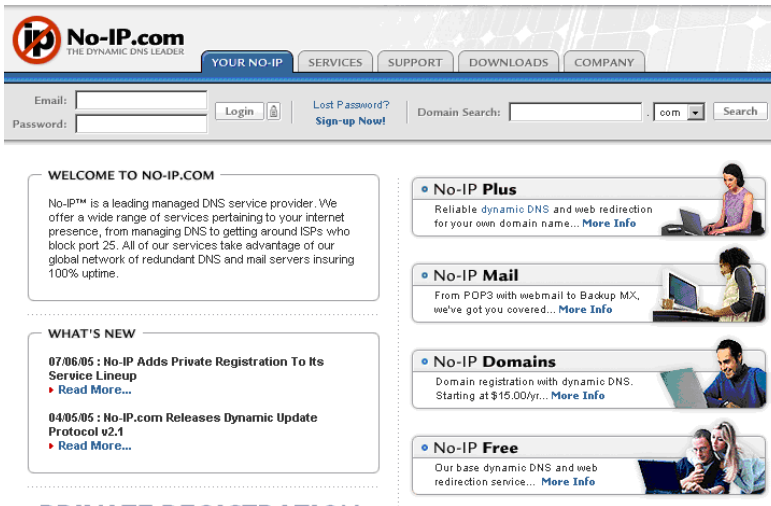 ip No-IP.com
THE DYNAMIC DNS LEADER
YOUR NO-IP SERVICES SUPPORT DOWNLOADS COMPANY
Email:
Password:
Login
Lost Password?
Sign-up Now!
Domain Search: . com Search
WELCOME TO NO-IP.COM
No-IP™ is a leading managed DNS service provider. We
offer a wide range of services pertaining to your internet
presence, from managing DNS to getting around ISPs who
block port 25. All of our services take advantage of our
global network of redundant DNS and mail servers insuring
100% uptime.
WHAT'S NEW
07/06/05 : No-IP Adds Private Registration To Its
Service Lineup
Read More...
04/05/05 : No-IP.com Releases Dynamic Update
Protocol v2.1
Read More...
No-IP Plus
Reliable dynamic DNS and web redirection
for your own domain name... More Info
No-IP Mail
From POP3 with webmail to Backup MX,
we've got you covered... More Info
No-IP Domains
Domain registration with dynamic DNS.
Starting at $15.00/yr... More Info
No-IP Free
Our base dynamic DNS and web
redirection service... More Info
PRIVATE REGISTRATION